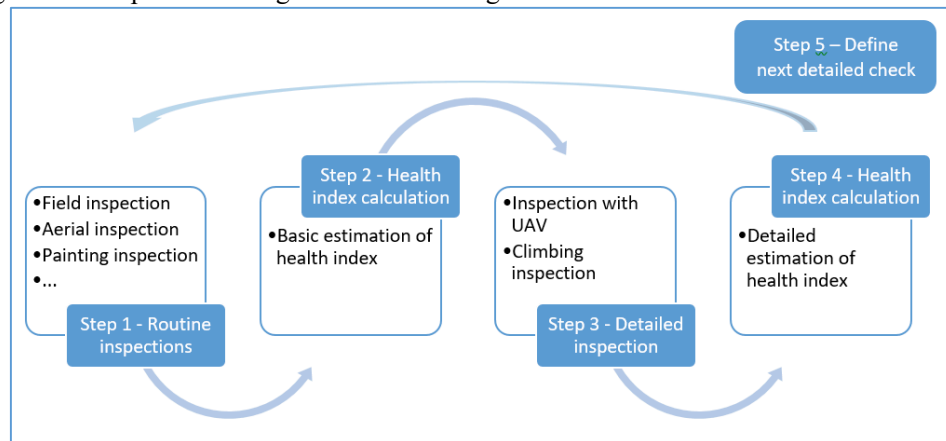 Step 5 – Define
next detailed check
Step 2 - Health
index calculation
Step 4 - Health
index calculation
•Field inspection
•Aerial inspection
•Painting inspection
•...
•Basic estimation of
health index
•Inspection with
UAV
•Climbing
inspection
•Detailed
estimation of
health index
Step 1 - Routine
inspections
Step 3 - Detailed
inspection